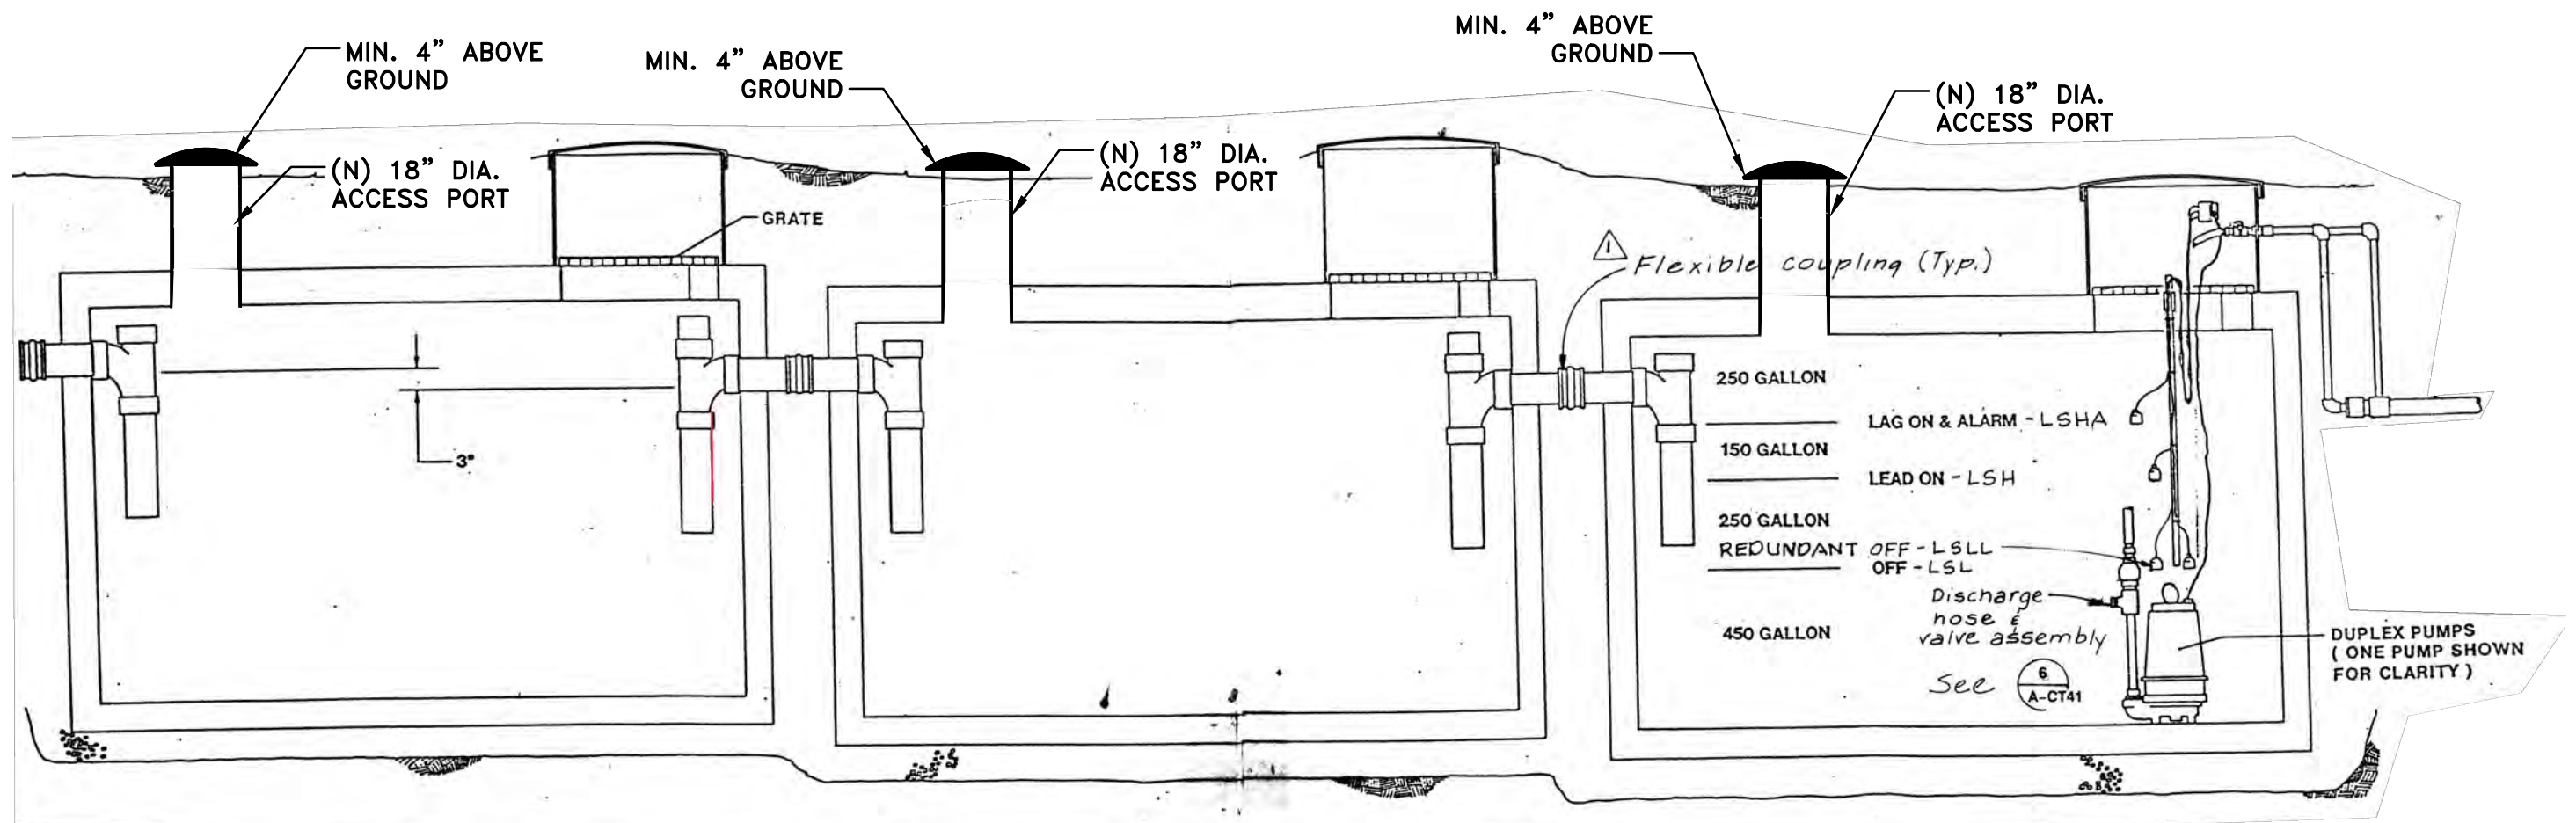 MIN. 4” ABOVE
GROUND
MIN. 4” ABOVE
GROUND
MIN. 4” ABOVE
GROUND
(N) 18” DIA.
ACCESS PORT
(N) 18” DIA.
ACCESS PORT
(N) 18” DIA.
ACCESS PORT
GRATE
1
Flexible coupling (Typ.)
3"
250 GALLON
LAG ON & ALARM - LSHA
150 GALLON
LEAD ON - LSH
250 GALLON
REDUNDANT OFF - LSLL
OFF - LSL
450 GALLON
Discharge
hose &
valve assembly
See
6
A-CT41
DUPLEX PUMPS
( ONE PUMP SHOWN
FOR CLARITY )